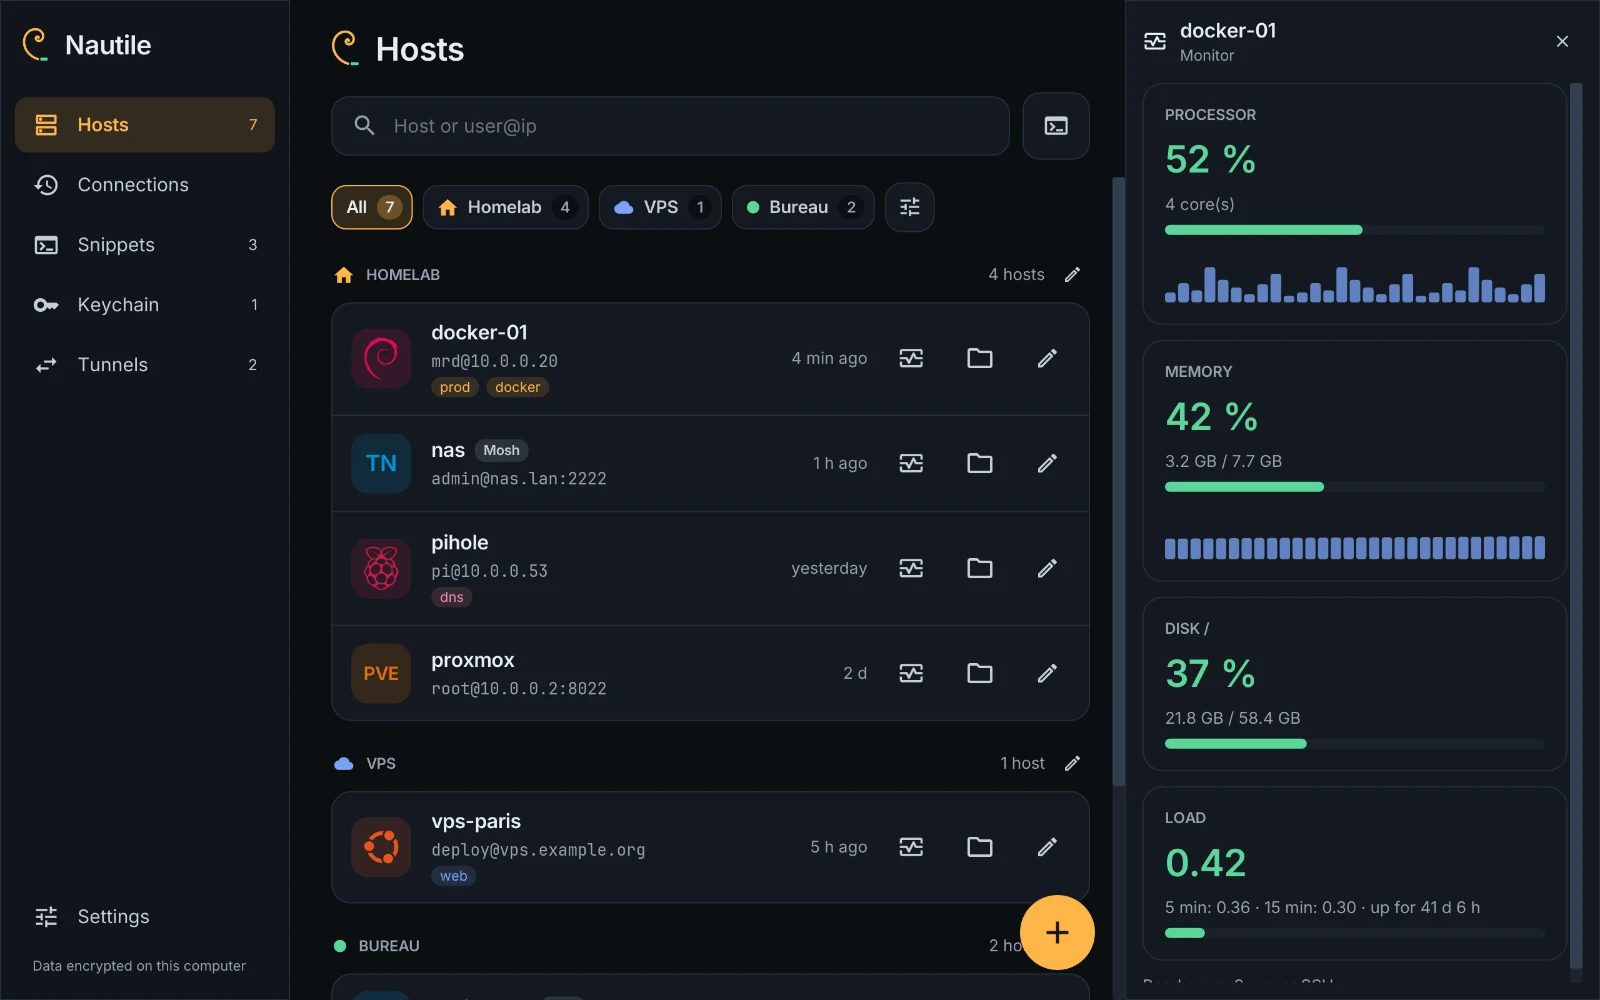 Nautile
Hosts 7
Connections
Snippets 3
Keychain 1
Tunnels 2
Settings
Data encrypted on this computer
Hosts
Host or user@ip
All 7 Homelab 4 VPS 1 Bureau 2
HOMELAB 4 hosts
docker-01
mrd@10.0.0.20
prod docker
4 min ago
TN
nas Mosh
admin@nas.lan:2222
1 h ago
pihole
pi@10.0.0.53
dns
yesterday
PVE
proxmox
root@10.0.0.2:8022
2 d
VPS 1 host
vps-paris
deploy@vps.example.org
web
5 h ago
BUREAU 2
docker-01
Monitor
PROCESSOR
52 %
4 core(s)
MEMORY
42 %
3.2 GB / 7.7 GB
DISK /
37 %
21.8 GB / 58.4 GB
LOAD
0.42
5 min: 0.36 · 15 min: 0.30 · up for 41 d 6 h